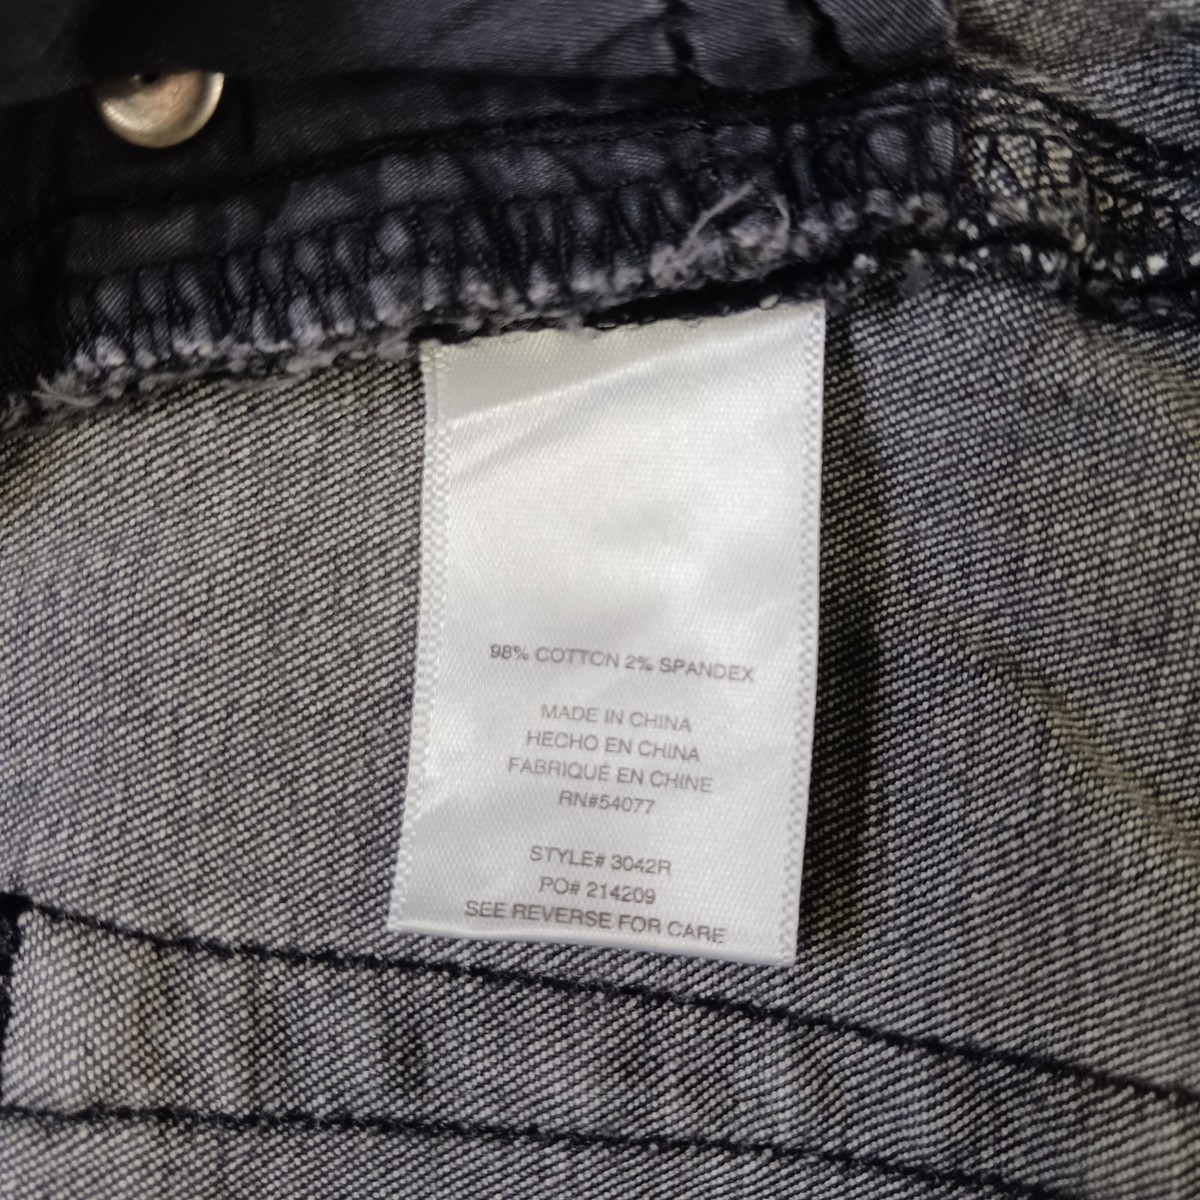 98% COTTON 2% SPANDEX
MADE IN CHINA
HECHO EN CHINA
FABRIQUÉ EN CHINE
RN#54077
STYLE# 3042R
PO# 214209
SEE REVERSE FOR CARE